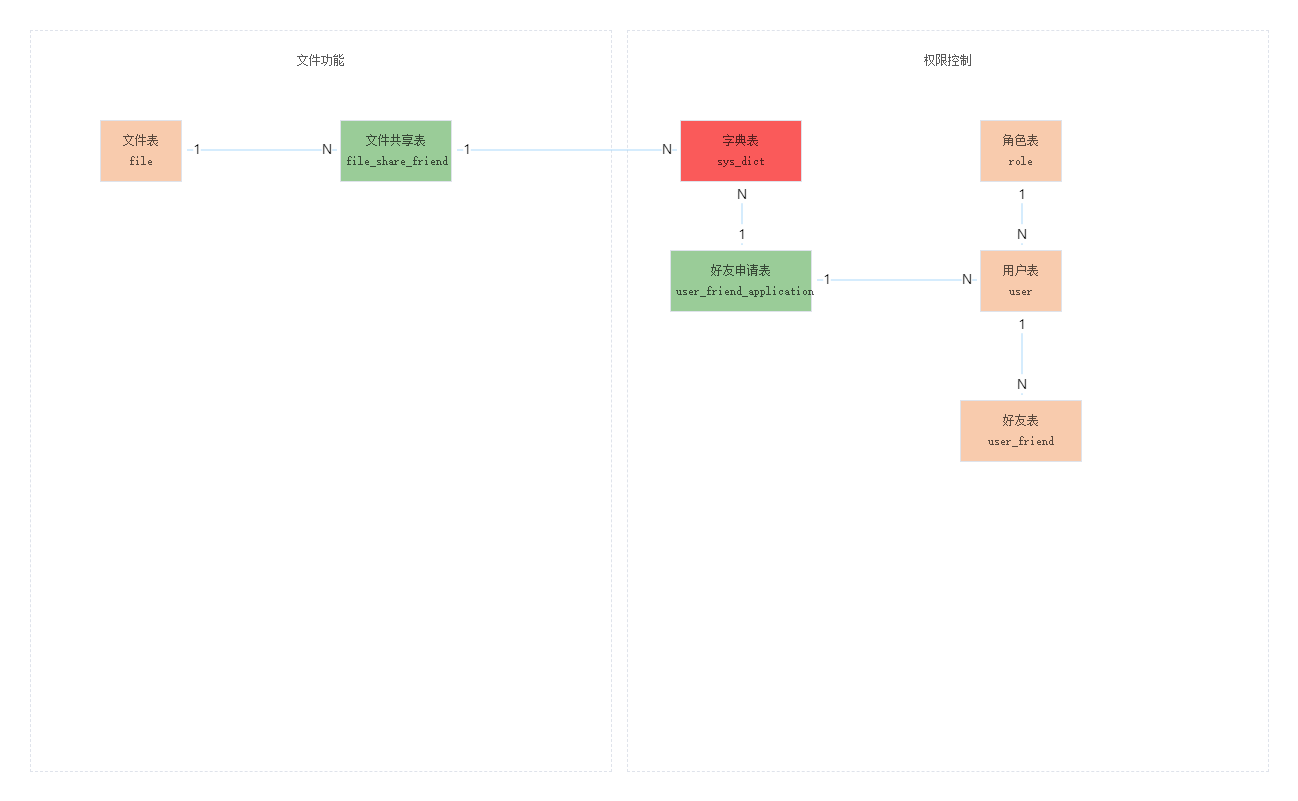 文件功能
文件表
file
1
N
文件共享表
file_share_friend
1
N
权限控制
字典表
sys_dict
N
1
好友申请表
user_friend_application
1
N
角色表
role
1
N
用户表
user
1
N
好友表
user_friend